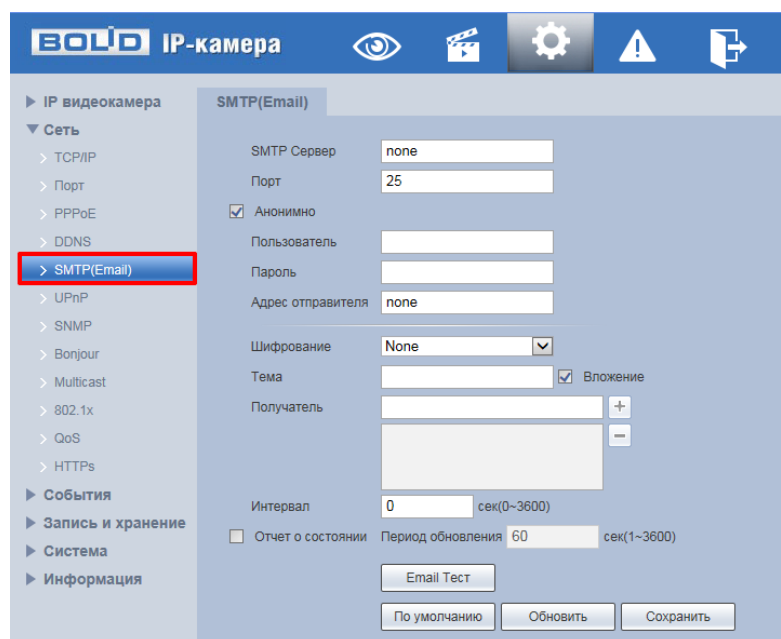 BOLID IP-камера
IP видеокамера
Сеть
TCP/IP
Порт
PPPoE
DDNS
SMTP(Email)
UPnP
SNMP
Bonjour
Multicast
802.1x
QoS
HTTPs
События
Запись и хранение
Система
Информация
SMTP(Email)
SMTP Сервер none
Порт 25
Анонимно
Пользователь
Пароль
Адрес отправителя none
Шифрование None
Тема Вложение
Получатель +
−
Интервал 0 сек(0~3600)
Отчет о состоянии Период обновления 60 сек(1~3600)
Email Тест
По умолчанию Обновить Сохранить